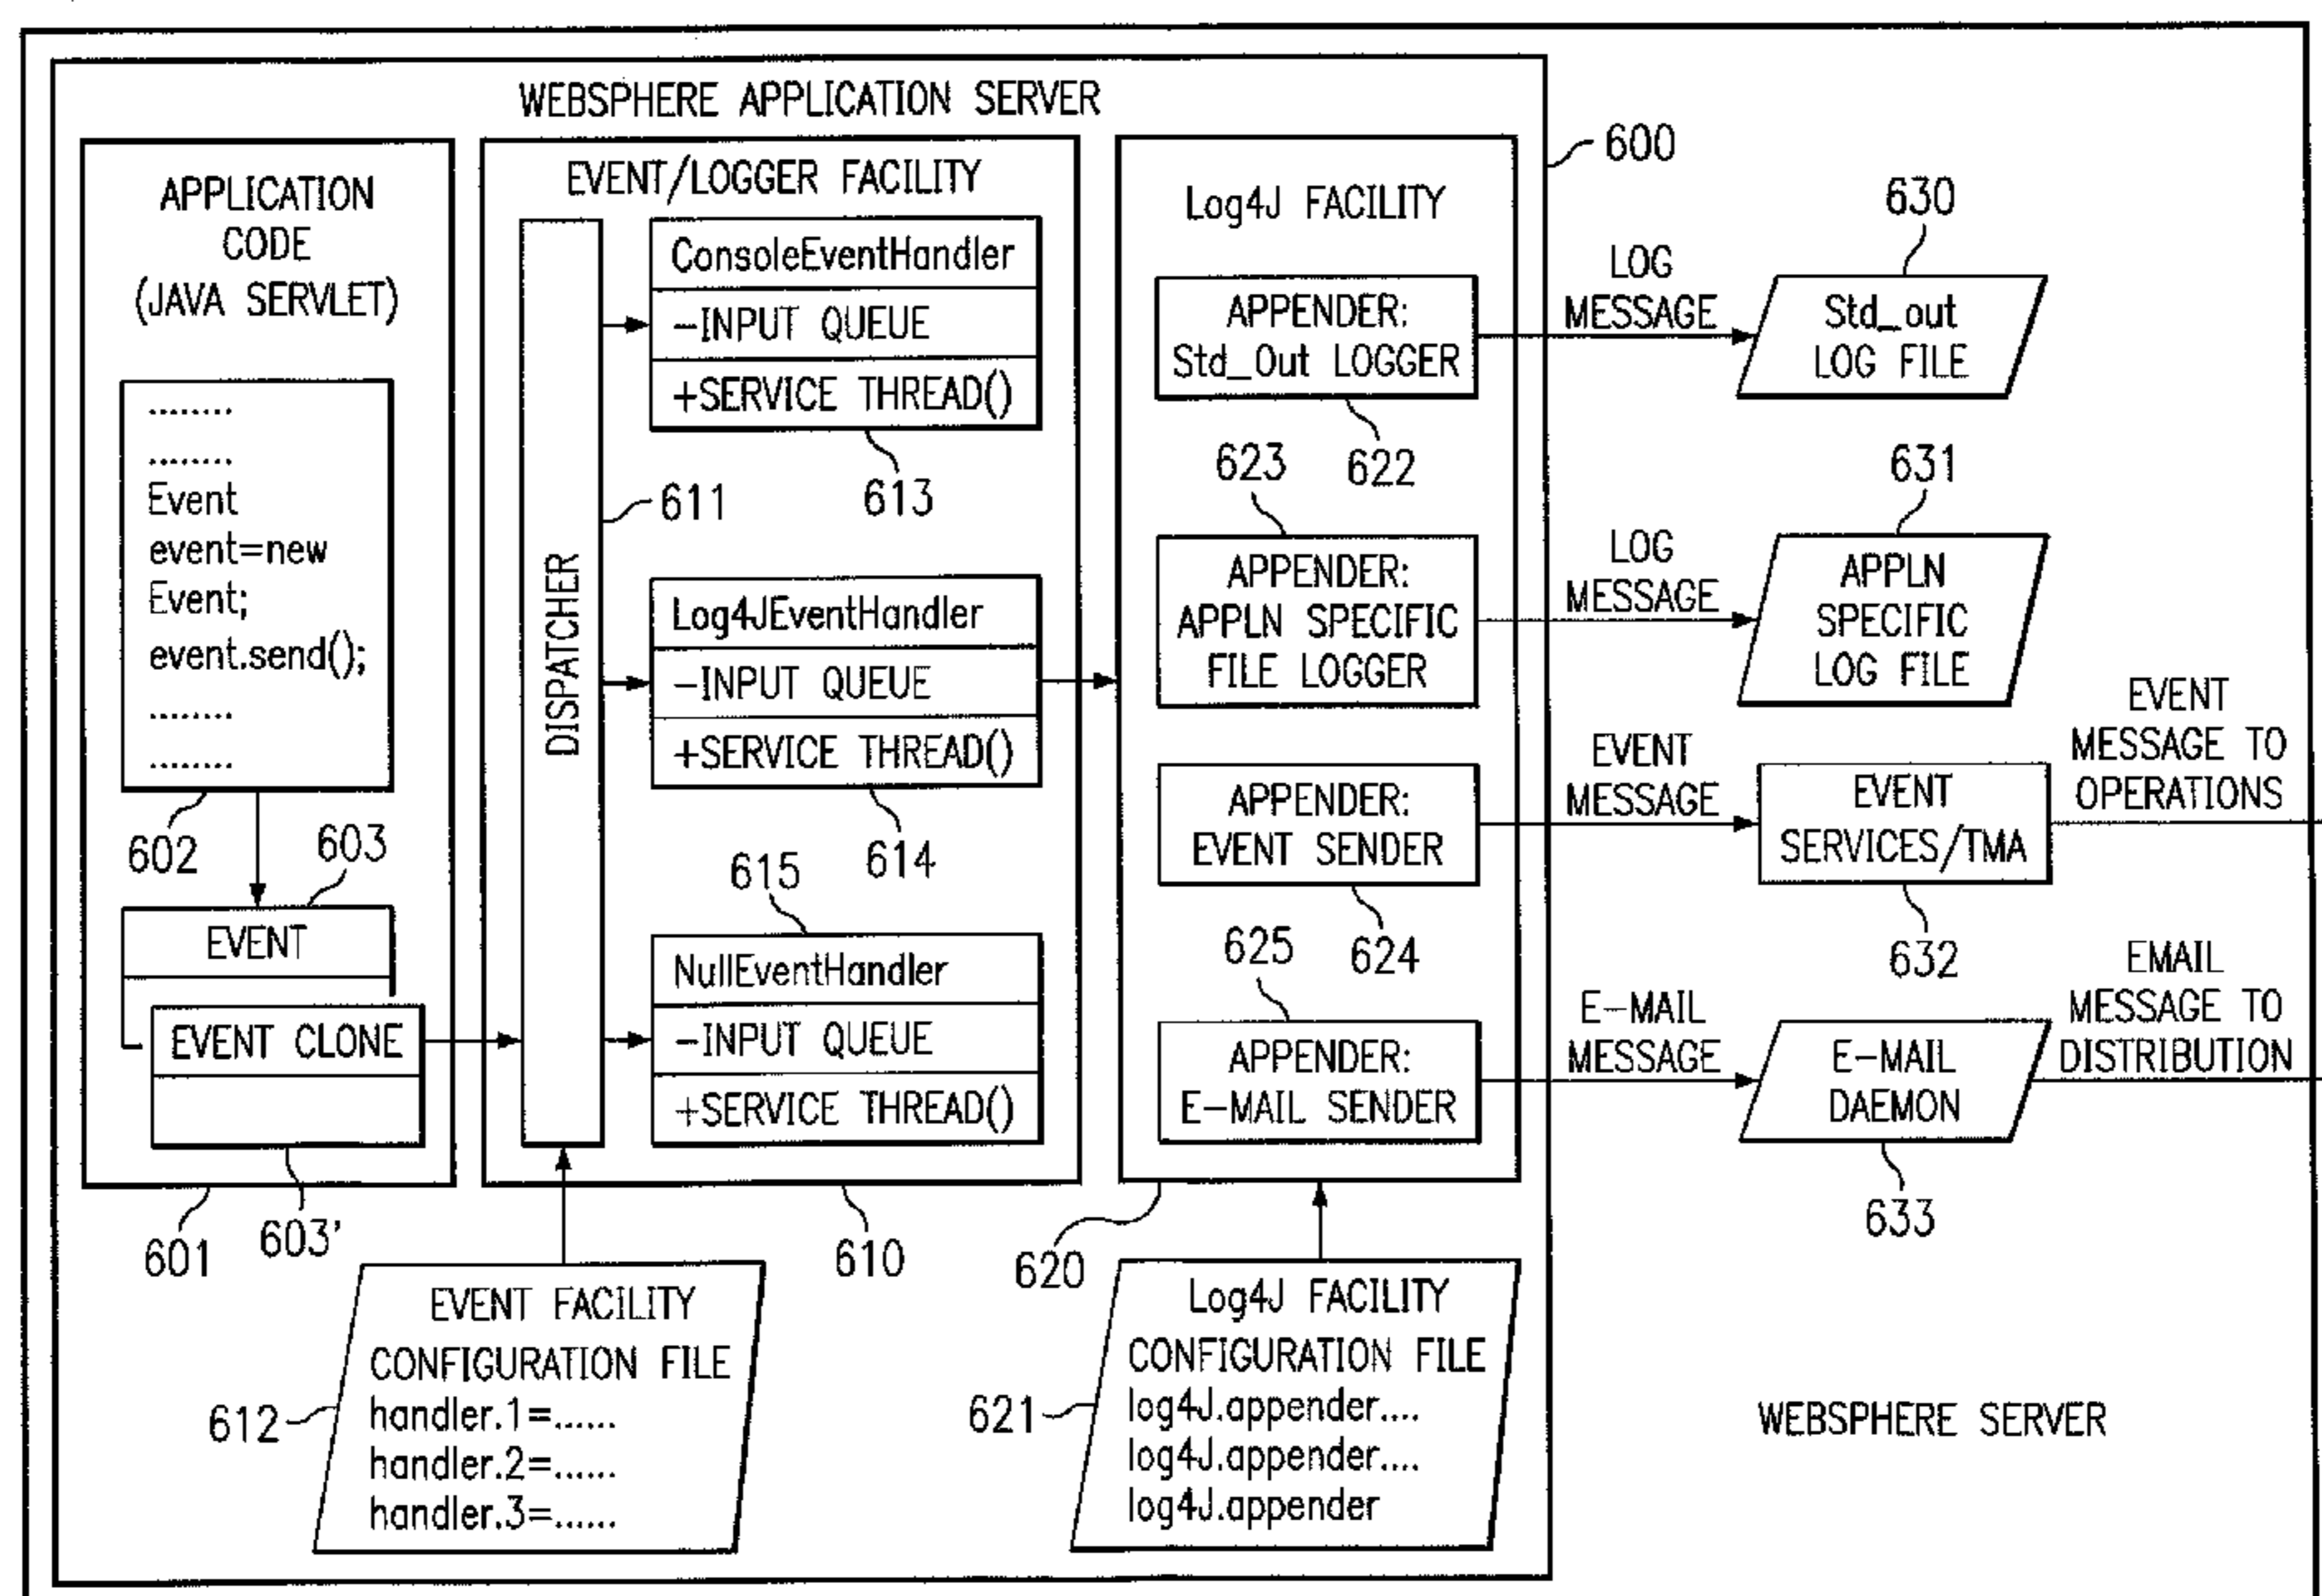 WEBSPHERE APPLICATION SERVER
600
APPLICATION
CODE
(JAVA SERVLET)
........
........
Event
event=new
Event;
event.send();
........
........
602
603
EVENT
EVENT CLONE
603'
601
EVENT/LOGGER FACILITY
DISPATCHER
611
ConsoleEventHandler
-INPUT QUEUE
+SERVICE THREAD()
613
Log4JEventHandler
-INPUT QUEUE
+SERVICE THREAD()
614
615
NullEventHandler
-INPUT QUEUE
+SERVICE THREAD()
610
EVENT FACILITY
CONFIGURATION FILE
handler.1=......
handler.2=......
handler.3=......
612
Log4J FACILITY
APPENDER:
Std_Out LOGGER
622
623
APPENDER:
APPLN SPECIFIC
FILE LOGGER
APPENDER:
EVENT SENDER
624
625
APPENDER:
E-MAIL SENDER
620
Log4J FACILITY
CONFIGURATION FILE
log4J.appender....
log4J.appender....
log4J.appender
621
LOG
MESSAGE
630
Std_out
LOG FILE
LOG
MESSAGE
631
APPLN
SPECIFIC
LOG FILE
EVENT
MESSAGE
EVENT
SERVICES/TMA
632
EVENT
MESSAGE TO
OPERATIONS
E-MAIL
MESSAGE
E-MAIL
DAEMON
633
EMAIL
MESSAGE TO
DISTRIBUTION
WEBSPHERE SERVER